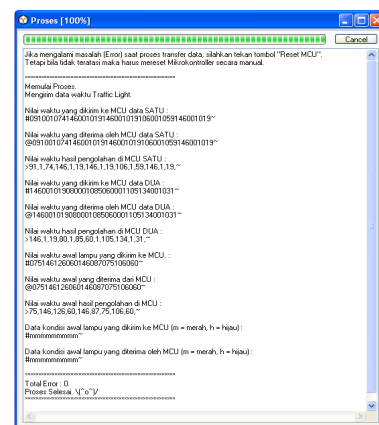 Proses [100%]
Cancel
Jika mengalami masalah (Error) saat proses transfer data, silahkan tekan tombol "Reset MCU".
Tetapi bila tidak teratasi maka harus mereset Mikrokontroler secara manual.
Memulai Proses.
Mengirim data waktu Traffic Light.
Nilai waktu yang dikirim ke MCU data SATU :
#091001074146001019146001019106001059146001019~
Nilai waktu yang diterima oleh MCU data SATU :
@091001074146001019146001019106001059146001019~
Nilai waktu hasil pengolahan di MCU SATU :
>91,1,74,146,1,19,146,1,19,106,1,59,146,1,19,~
Nilai waktu yang dikirim ke MCU data DUA :
#146001019080001085060001105134001031~
Nilai waktu yang diterima oleh MCU data DUA :
@146001019080001085060001105134001031~
Nilai waktu hasil pengolahan di MCU DUA :
>146,1,19,80,1,85,60,1,105,134,1,31,~
Nilai waktu awal lampu yang dikirim ke MCU. :
#075146126060146087075106060~
Nilai waktu awal yang diterima dari MCU :
@075146126060146087075106060~
Nilai waktu awal hasil pengolahan di MCU :
>75,146,126,60,146,87,75,106,60,~
Data kondisi awal lampu yang dikirim ke MCU (m = merah, h = hijau) :
#mmmmmmmmm~
Data kondisi awal lampu yang diterima oleh MCU (m = merah, h = hijau) :
#mmmmmmmmm~
Total Error : 0.
Proses Selesai. \(^o^)/